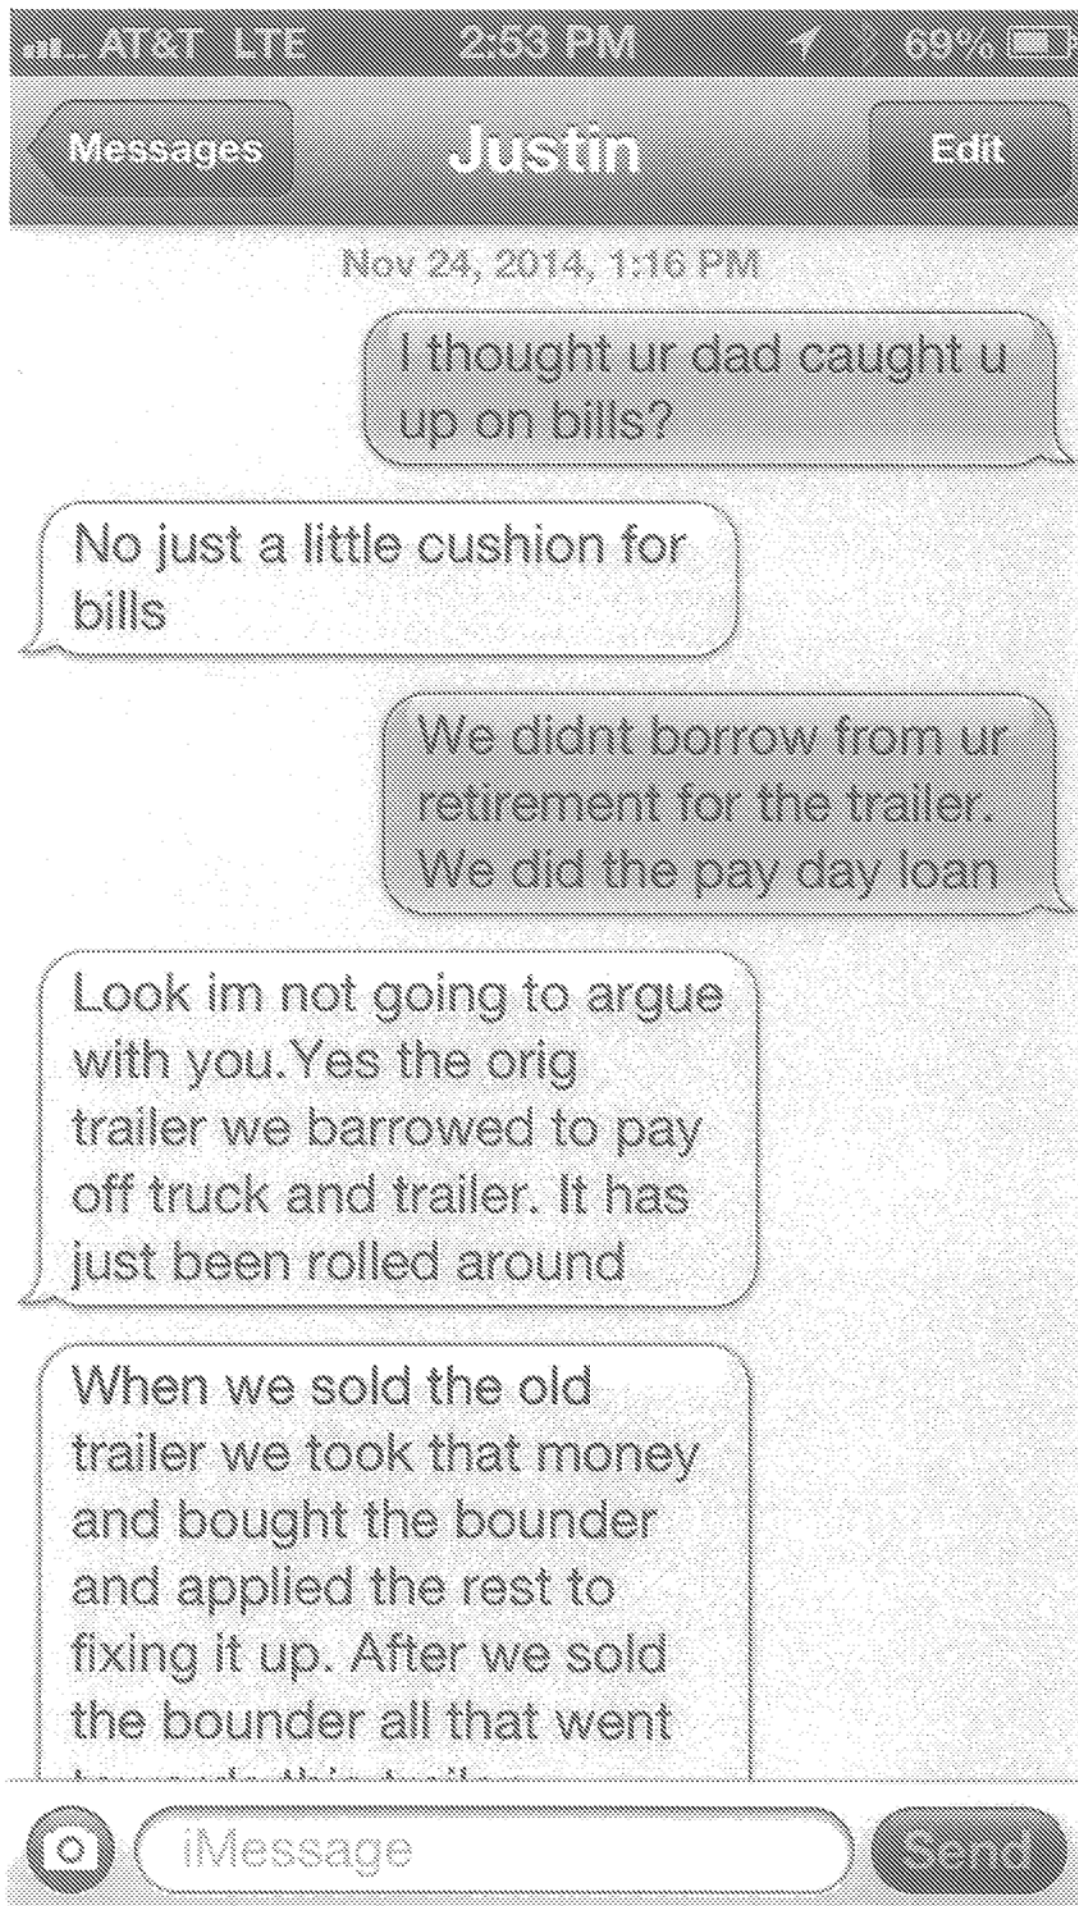 AT&T LTE 2:53 PM 69%
Messages Justin Edit
Nov 24, 2014, 1:16 PM
I thought ur dad caught u
up on bills?
No just a little cushion for
bills
We didnt borrow from ur
retirement for the trailer.
We did the pay day loan
Look im not going to argue
with you.Yes the orig
trailer we barrowed to pay
off truck and trailer. It has
just been rolled around
When we sold the old
trailer we took that money
and bought the bounder
and applied the rest to
fixing it up. After we sold
the bounder all that went
iMessage Send